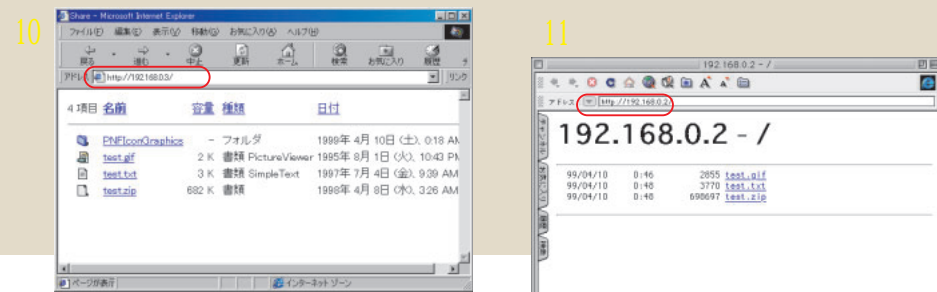 10
Share - Microsoft Internet Explorer
ファイル(F) 編集(E) 表示(V) 移動(G) お気に入り(A) ヘルプ(H)
戻る 進む 中止 更新 ホーム 検索 お気に入り 履歴
アドレス http://192.168.0.3/ リンク
4 項目 名前 容量 種類 日付
PNFIconGraphics - フォルダ 1999年 4月 10日 (土), 0:18 AM
test.gif 2 K 書類 PictureViewer 1995年 8月 1日 (火), 10:43 PM
test.txt 3 K 書類 SimpleText 1997年 7月 4日 (金), 9:39 AM
test.zip 682 K 書類 1998年 4月 8日 (水), 3:26 AM
ページが表示 インターネット ゾーン
11
192.168.0.2 - /
アドレス http://192.168.0.2/
192.168.0.2 - /
99/04/10 0:46 2855 test.gif
99/04/10 0:48 3770 test.txt
99/04/10 0:46 698697 test.zip
お気に入り
履歴
検索